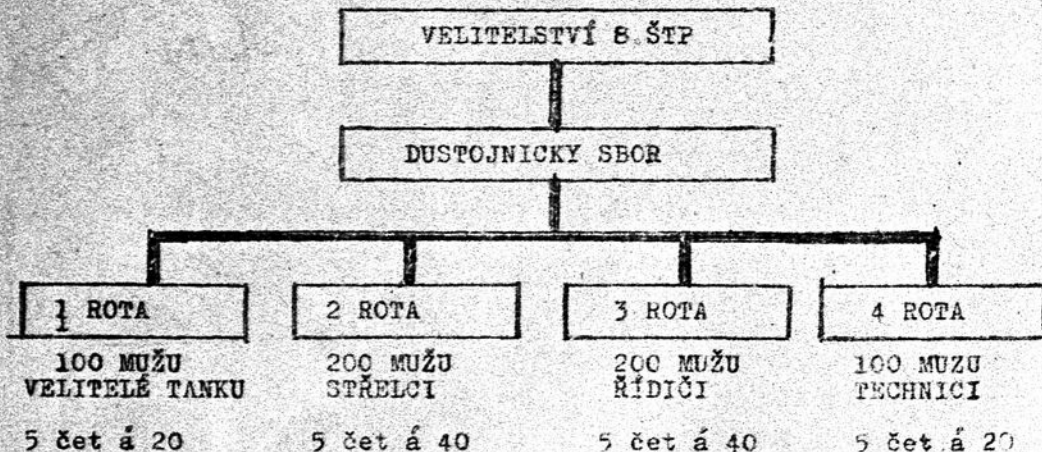 VELITELSTVÍ 8.ŠTP
DUSTOJNICKY SBOR
1 ROTA
2 ROTA
3 ROTA
4 ROTA
100 MUŽU
VELITELÉ TANKU
200 MUŽU
STŘELCI
200 MUŽU
ŘÍDIČI
100 MUZU
TECHNICI
5 čet á 20
5 čet á 40
5 čet á 40
5 čet á 20